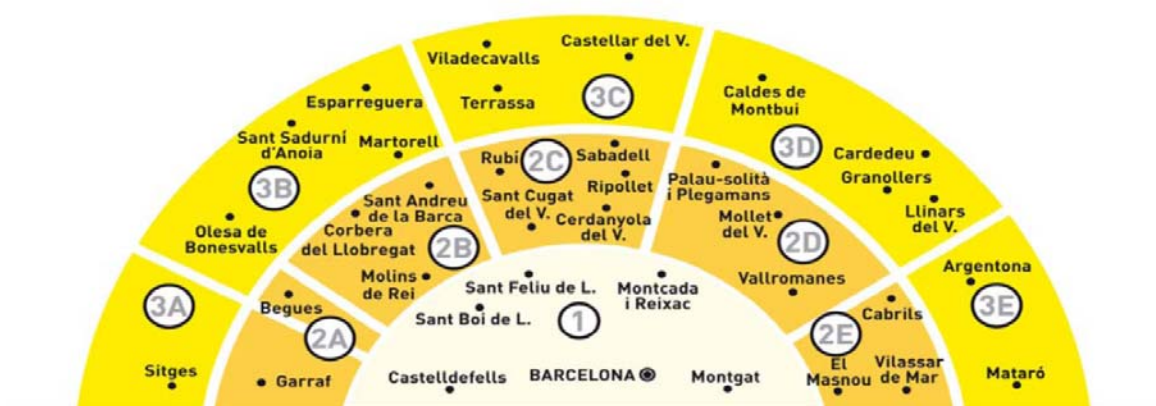 Castellar del V.
Viladecavalls
Terrassa
3C
Esparreguera
Sant Sadurní
d'Anoia
Martorell
3B
Olesa de
Bonesvalls
Caldes de
Montbui
3D
Cardedeu
Granollers
Llinars
del V.
Rubí
2C
Sabadell
Ripollet
Sant Cugat
del V.
Cerdanyola
del V.
Sant Andreu
de la Barca
Corbera
del Llobregat
2B
Molins
de Rei
Palau-solità
i Plegamans
Mollet
del V.
2D
Vallromanes
3A
Sitges
Begues
2A
Garraf
Sant Feliu de L.
Sant Boi de L.
1
Montcada
i Reixac
Castelldefells
BARCELONA
Montgat
2E
Cabrils
El
Masnou
Vilassar
de Mar
Argentona
3E
Mataró